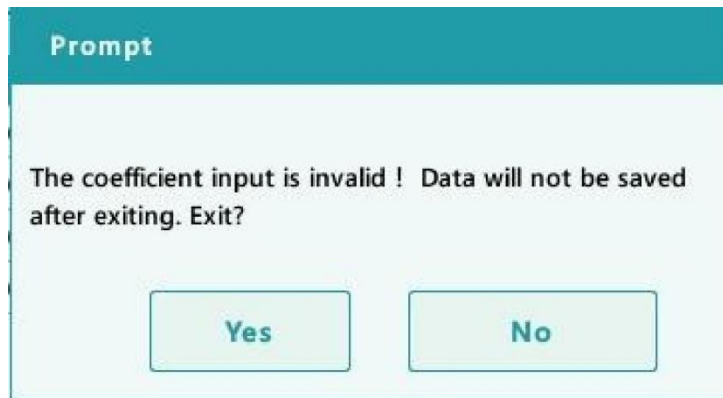 Prompt
The coefficient input is invalid !  Data will not be saved
after exiting. Exit?
Yes
No